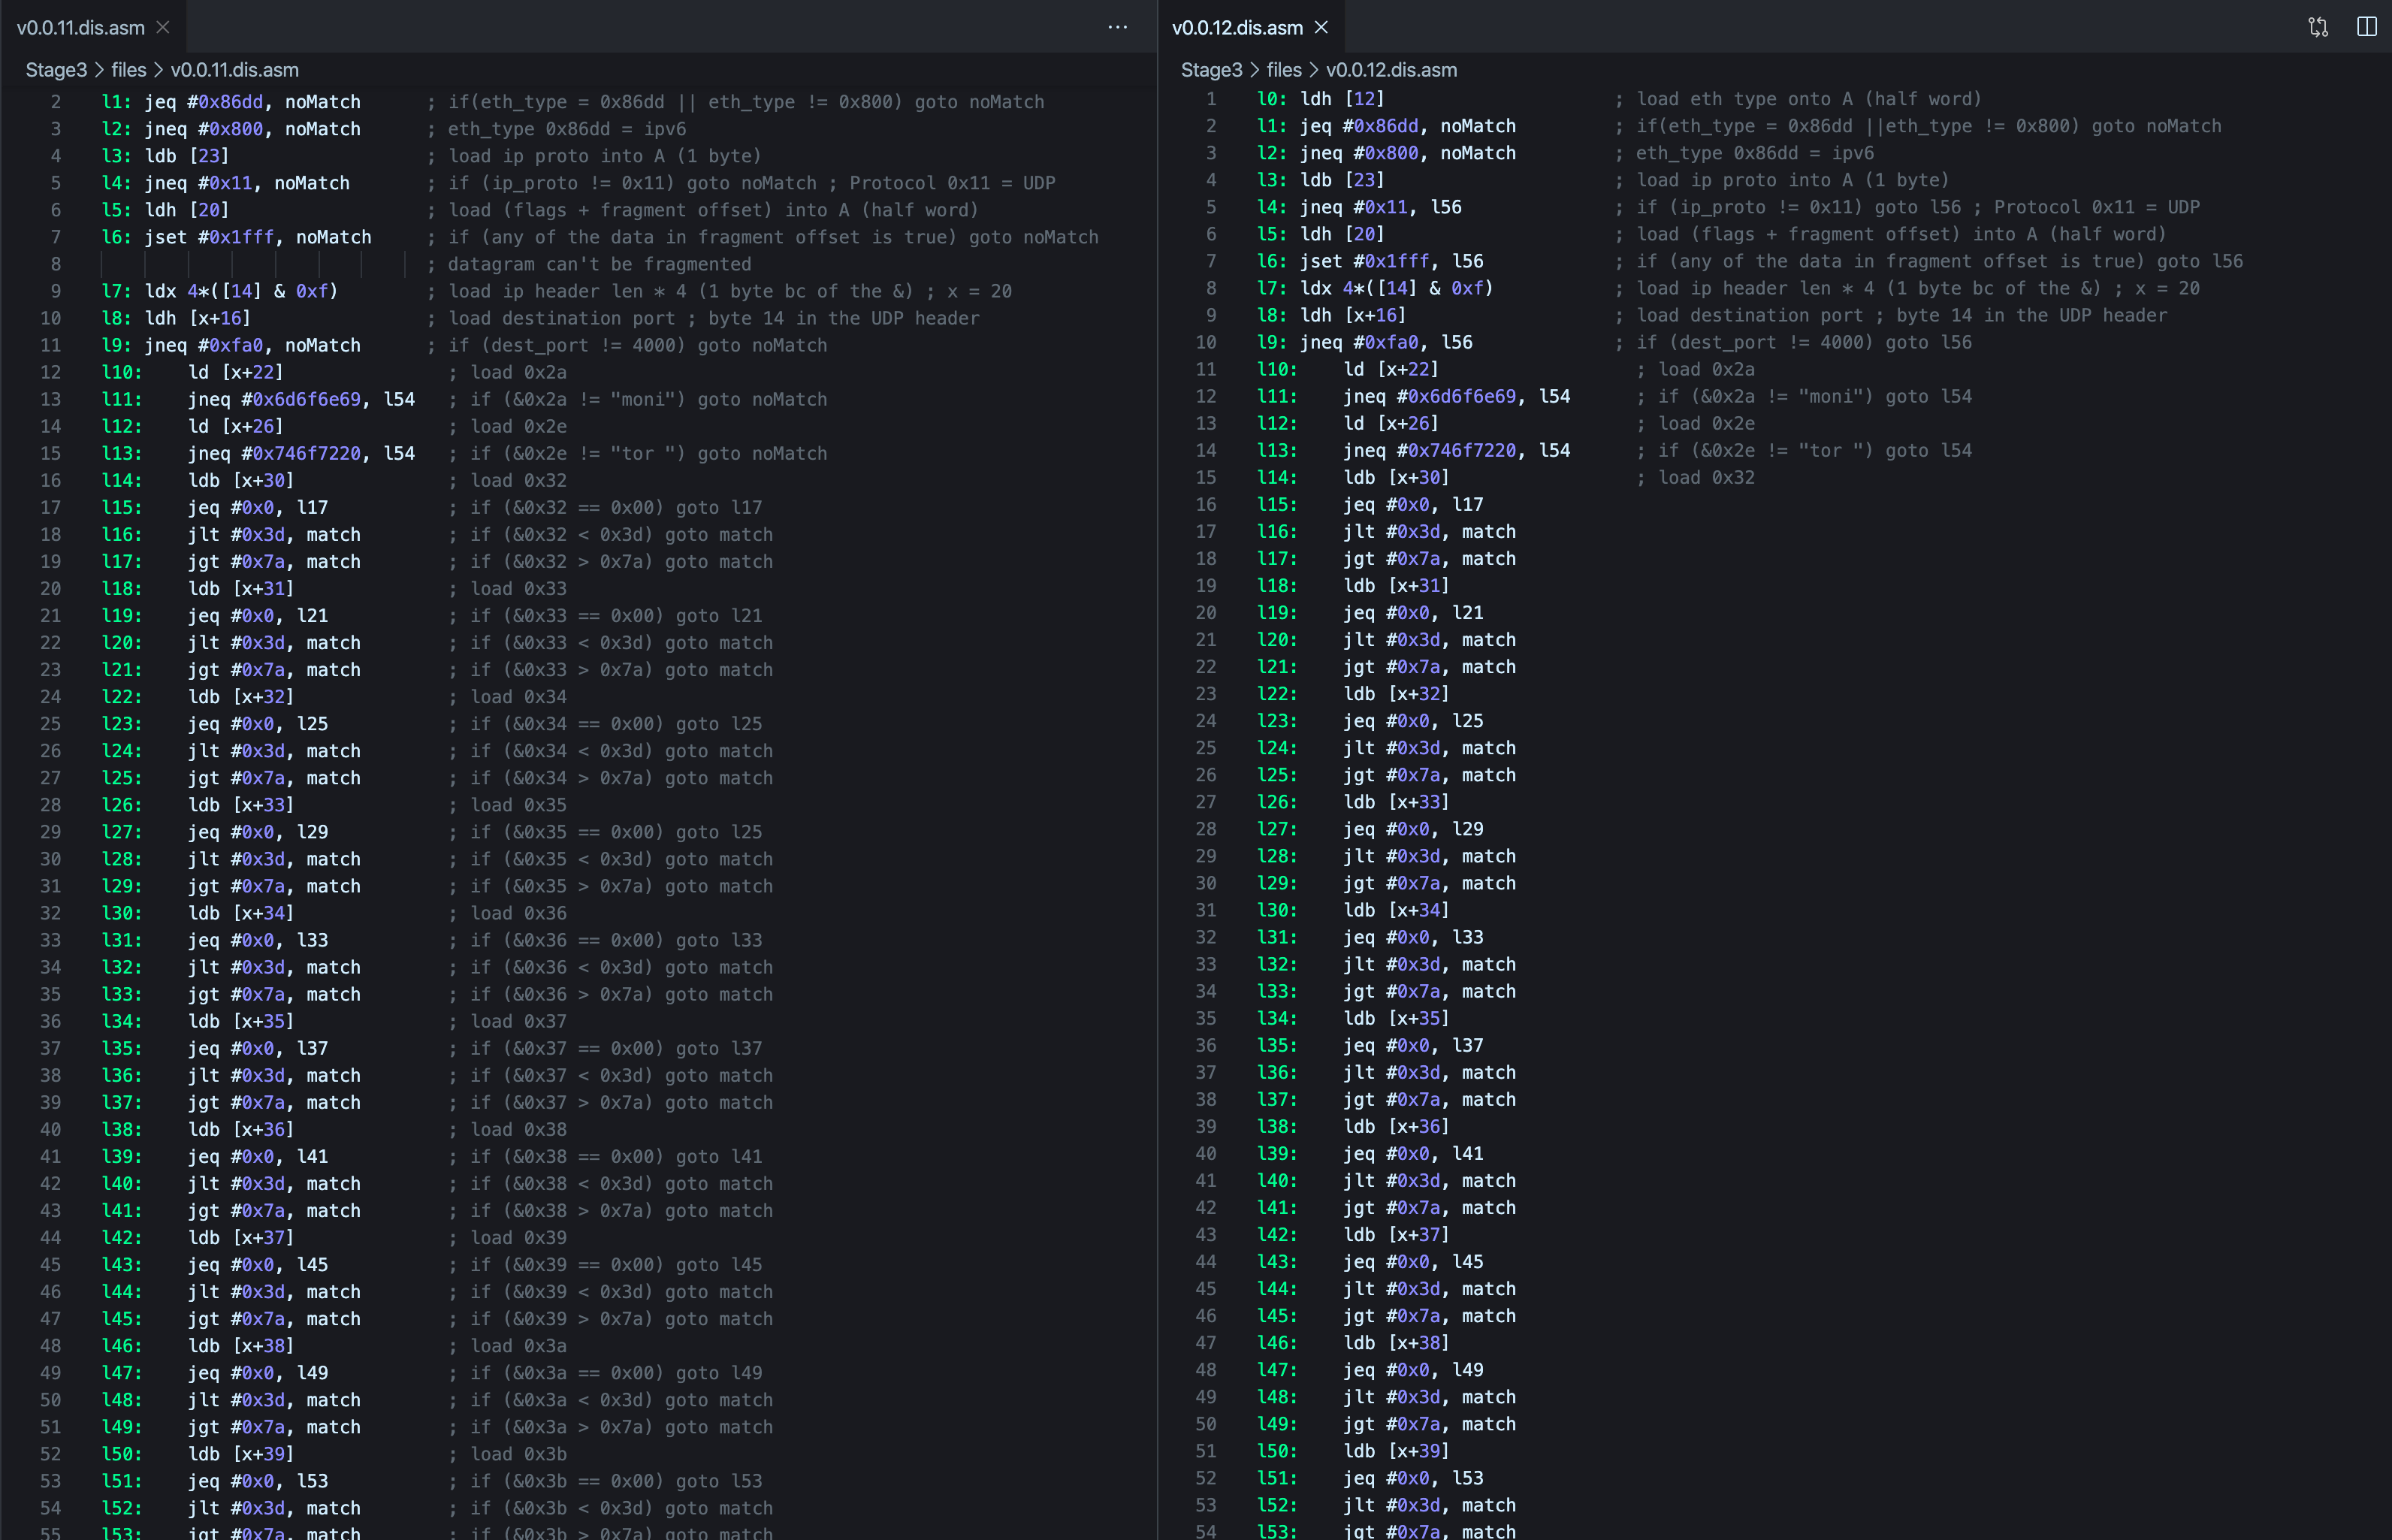 v0.0.11.dis.asm
Stage3 > files > v0.0.11.dis.asm
2 l1: jeq #0x86dd, noMatch ; if(eth_type = 0x86dd || eth_type != 0x800) goto noMatch
3 l2: jneq #0x800, noMatch ; eth_type 0x86dd = ipv6
4 l3: ldb [23] ; load ip proto into A (1 byte)
5 l4: jneq #0x11, noMatch ; if (ip_proto != 0x11) goto noMatch ; Protocol 0x11 = UDP
6 l5: ldh [20] ; load (flags + fragment offset) into A (half word)
7 l6: jset #0x1fff, noMatch ; if (any of the data in fragment offset is true) goto noMatch
8 ; datagram can't be fragmented
9 l7: ldx 4*([14] & 0xf) ; load ip header len * 4 (1 byte bc of the &) ; x = 20
10 l8: ldh [x+16] ; load destination port ; byte 14 in the UDP header
11 l9: jneq #0xfa0, noMatch ; if (dest_port != 4000) goto noMatch
12 l10: ld [x+22] ; load 0x2a
13 l11: jneq #0x6d6f6e69, l54 ; if (&0x2a != "moni") goto noMatch
14 l12: ld [x+26] ; load 0x2e
15 l13: jneq #0x746f7220, l54 ; if (&0x2e != "tor ") goto noMatch
16 l14: ldb [x+30] ; load 0x32
17 l15: jeq #0x0, l17 ; if (&0x32 == 0x00) goto l17
18 l16: jlt #0x3d, match ; if (&0x32 < 0x3d) goto match
19 l17: jgt #0x7a, match ; if (&0x32 > 0x7a) goto match
20 l18: ldb [x+31] ; load 0x33
21 l19: jeq #0x0, l21 ; if (&0x33 == 0x00) goto l21
22 l20: jlt #0x3d, match ; if (&0x33 < 0x3d) goto match
23 l21: jgt #0x7a, match ; if (&0x33 > 0x7a) goto match
24 l22: ldb [x+32] ; load 0x34
25 l23: jeq #0x0, l25 ; if (&0x34 == 0x00) goto l25
26 l24: jlt #0x3d, match ; if (&0x34 < 0x3d) goto match
27 l25: jgt #0x7a, match ; if (&0x34 > 0x7a) goto match
28 l26: ldb [x+33] ; load 0x35
29 l27: jeq #0x0, l29 ; if (&0x35 == 0x00) goto l25
30 l28: jlt #0x3d, match ; if (&0x35 < 0x3d) goto match
31 l29: jgt #0x7a, match ; if (&0x35 > 0x7a) goto match
32 l30: ldb [x+34] ; load 0x36
33 l31: jeq #0x0, l33 ; if (&0x36 == 0x00) goto l33
34 l32: jlt #0x3d, match ; if (&0x36 < 0x3d) goto match
35 l33: jgt #0x7a, match ; if (&0x36 > 0x7a) goto match
36 l34: ldb [x+35] ; load 0x37
37 l35: jeq #0x0, l37 ; if (&0x37 == 0x00) goto l37
38 l36: jlt #0x3d, match ; if (&0x37 < 0x3d) goto match
39 l37: jgt #0x7a, match ; if (&0x37 > 0x7a) goto match
40 l38: ldb [x+36] ; load 0x38
41 l39: jeq #0x0, l41 ; if (&0x38 == 0x00) goto l41
42 l40: jlt #0x3d, match ; if (&0x38 < 0x3d) goto match
43 l41: jgt #0x7a, match ; if (&0x38 > 0x7a) goto match
44 l42: ldb [x+37] ; load 0x39
45 l43: jeq #0x0, l45 ; if (&0x39 == 0x00) goto l45
46 l44: jlt #0x3d, match ; if (&0x39 < 0x3d) goto match
47 l45: jgt #0x7a, match ; if (&0x39 > 0x7a) goto match
48 l46: ldb [x+38] ; load 0x3a
49 l47: jeq #0x0, l49 ; if (&0x3a == 0x00) goto l49
50 l48: jlt #0x3d, match ; if (&0x3a < 0x3d) goto match
51 l49: jgt #0x7a, match ; if (&0x3a > 0x7a) goto match
52 l50: ldb [x+39] ; load 0x3b
53 l51: jeq #0x0, l53 ; if (&0x3b == 0x00) goto l53
54 l52: jlt #0x3d, match ; if (&0x3b < 0x3d) goto match
55 l53: jgt #0x7a, match ; if (&0x3b > 0x7a) goto match
v0.0.12.dis.asm
Stage3 > files > v0.0.12.dis.asm
1 l0: ldh [12] ; load eth type onto A (half word)
2 l1: jeq #0x86dd, noMatch ; if(eth_type = 0x86dd ||eth_type != 0x800) goto noMatch
3 l2: jneq #0x800, noMatch ; eth_type 0x86dd = ipv6
4 l3: ldb [23] ; load ip proto into A (1 byte)
5 l4: jneq #0x11, l56 ; if (ip_proto != 0x11) goto l56 ; Protocol 0x11 = UDP
6 l5: ldh [20] ; load (flags + fragment offset) into A (half word)
7 l6: jset #0x1fff, l56 ; if (any of the data in fragment offset is true) goto l56
8 l7: ldx 4*([14] & 0xf) ; load ip header len * 4 (1 byte bc of the &) ; x = 20
9 l8: ldh [x+16] ; load destination port ; byte 14 in the UDP header
10 l9: jneq #0xfa0, l56 ; if (dest_port != 4000) goto l56
11 l10: ld [x+22] ; load 0x2a
12 l11: jneq #0x6d6f6e69, l54 ; if (&0x2a != "moni") goto l54
13 l12: ld [x+26] ; load 0x2e
14 l13: jneq #0x746f7220, l54 ; if (&0x2e != "tor ") goto l54
15 l14: ldb [x+30] ; load 0x32
16 l15: jeq #0x0, l17
17 l16: jlt #0x3d, match
18 l17: jgt #0x7a, match
19 l18: ldb [x+31]
20 l19: jeq #0x0, l21
21 l20: jlt #0x3d, match
22 l21: jgt #0x7a, match
23 l22: ldb [x+32]
24 l23: jeq #0x0, l25
25 l24: jlt #0x3d, match
26 l25: jgt #0x7a, match
27 l26: ldb [x+33]
28 l27: jeq #0x0, l29
29 l28: jlt #0x3d, match
30 l29: jgt #0x7a, match
31 l30: ldb [x+34]
32 l31: jeq #0x0, l33
33 l32: jlt #0x3d, match
34 l33: jgt #0x7a, match
35 l34: ldb [x+35]
36 l35: jeq #0x0, l37
37 l36: jlt #0x3d, match
38 l37: jgt #0x7a, match
39 l38: ldb [x+36]
40 l39: jeq #0x0, l41
41 l40: jlt #0x3d, match
42 l41: jgt #0x7a, match
43 l42: ldb [x+37]
44 l43: jeq #0x0, l45
45 l44: jlt #0x3d, match
46 l45: jgt #0x7a, match
47 l46: ldb [x+38]
48 l47: jeq #0x0, l49
49 l48: jlt #0x3d, match
50 l49: jgt #0x7a, match
51 l50: ldb [x+39]
52 l51: jeq #0x0, l53
53 l52: jlt #0x3d, match
54 l53: jgt #0x7a, match